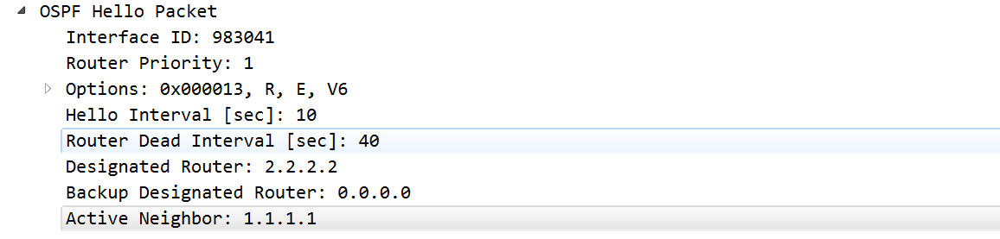 OSPF Hello Packet
Interface ID: 983041
Router Priority: 1
Options: 0x000013, R, E, V6
Hello Interval [sec]: 10
Router Dead Interval [sec]: 40
Designated Router: 2.2.2.2
Backup Designated Router: 0.0.0.0
Active Neighbor: 1.1.1.1